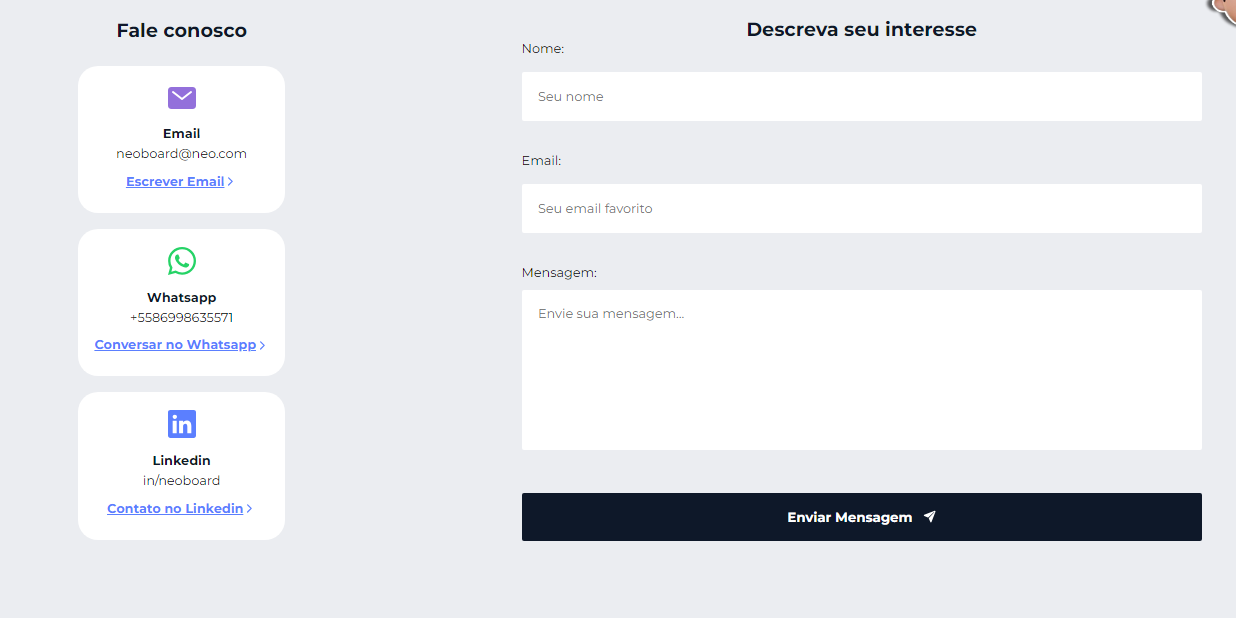 Fale conosco
Email
neoboard@neo.com
Escrever Email
Whatsapp
+5586998635571
Conversar no Whatsapp
in
Linkedin
in/neoboard
Contato no Linkedin
Descreva seu interesse
Nome:
Seu nome
Email:
Seu email favorito
Mensagem:
Envie sua mensagem...
Enviar Mensagem